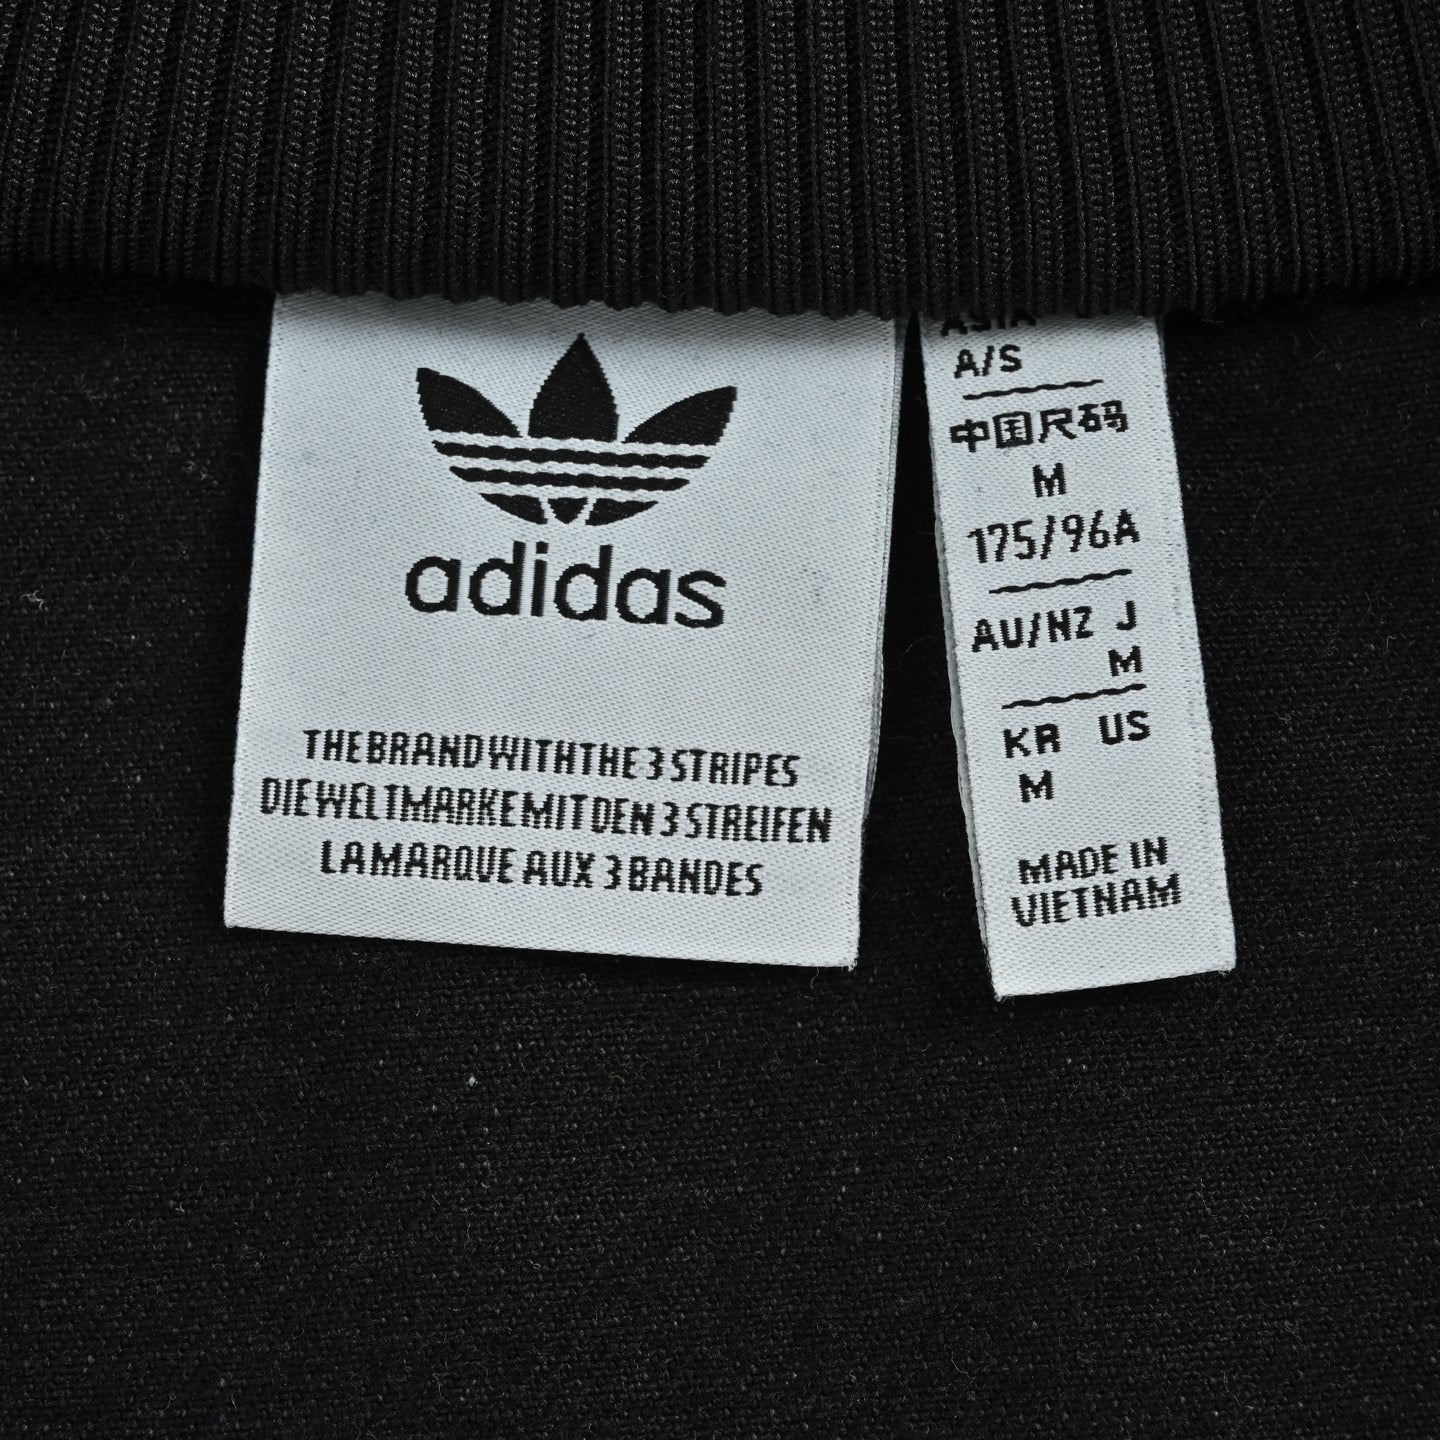 adidas
THE BRAND WITH THE 3 STRIPES
DIE WELTMARKE MIT DEN 3 STREIFEN
LA MARQUE AUX 3 BANDES
ASIA
A/S
中国尺码
M
175/96A
AU/NZ J
M
KR US
M
MADE IN
VIETNAM